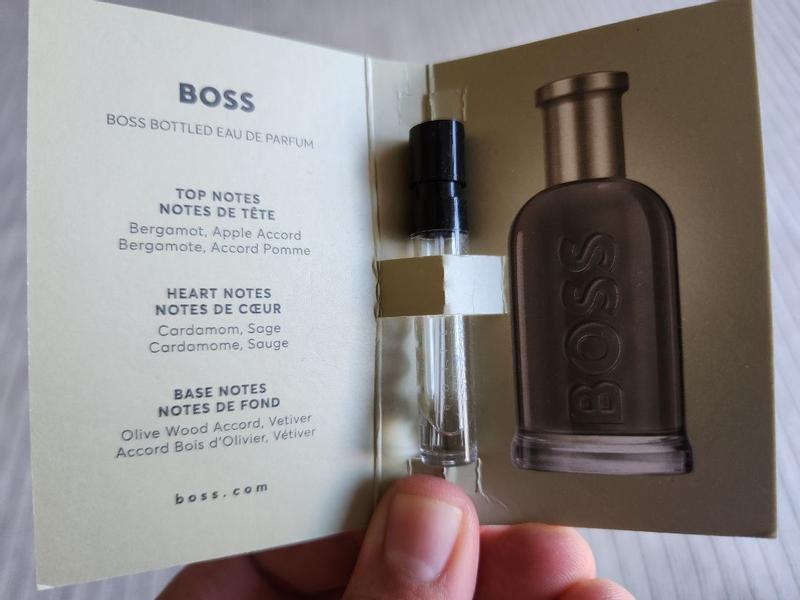 BOSS
BOSS BOTTLED EAU DE PARFUM
TOP NOTES
NOTES DE TÊTE
Bergamot, Apple Accord
Bergamote, Accord Pomme
HEART NOTES
NOTES DE CŒUR
Cardamom, Sage
Cardamome, Sauge
BASE NOTES
NOTES DE FOND
Olive Wood Accord, Vetiver
Accord Bois d'Olivier, Vétiver
boss.com
BOSS